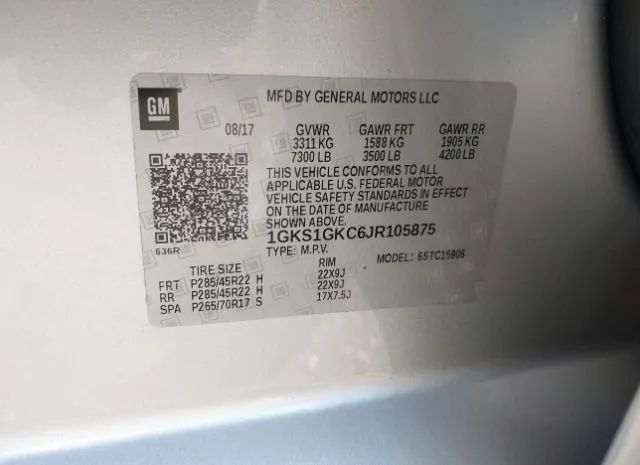 GM
MFD BY GENERAL MOTORS LLC
08/17 GVWR GAWR FRT GAWR RR
3311 KG 1588 KG 1905 KG
7300 LB 3500 LB 4200 LB
THIS VEHICLE CONFORMS TO ALL
APPLICABLE U.S. FEDERAL MOTOR
VEHICLE SAFETY STANDARDS IN EFFECT
ON THE DATE OF MANUFACTURE
SHOWN ABOVE.
1GKS1GKC6JR105875
636R
TYPE: M.P.V. MODEL: 65TC15906
TIRE SIZE RIM
FRT P285/45R22 H 22X9J
RR P285/45R22 H 22X9J
SPA P265/70R17 S 17X7.5J